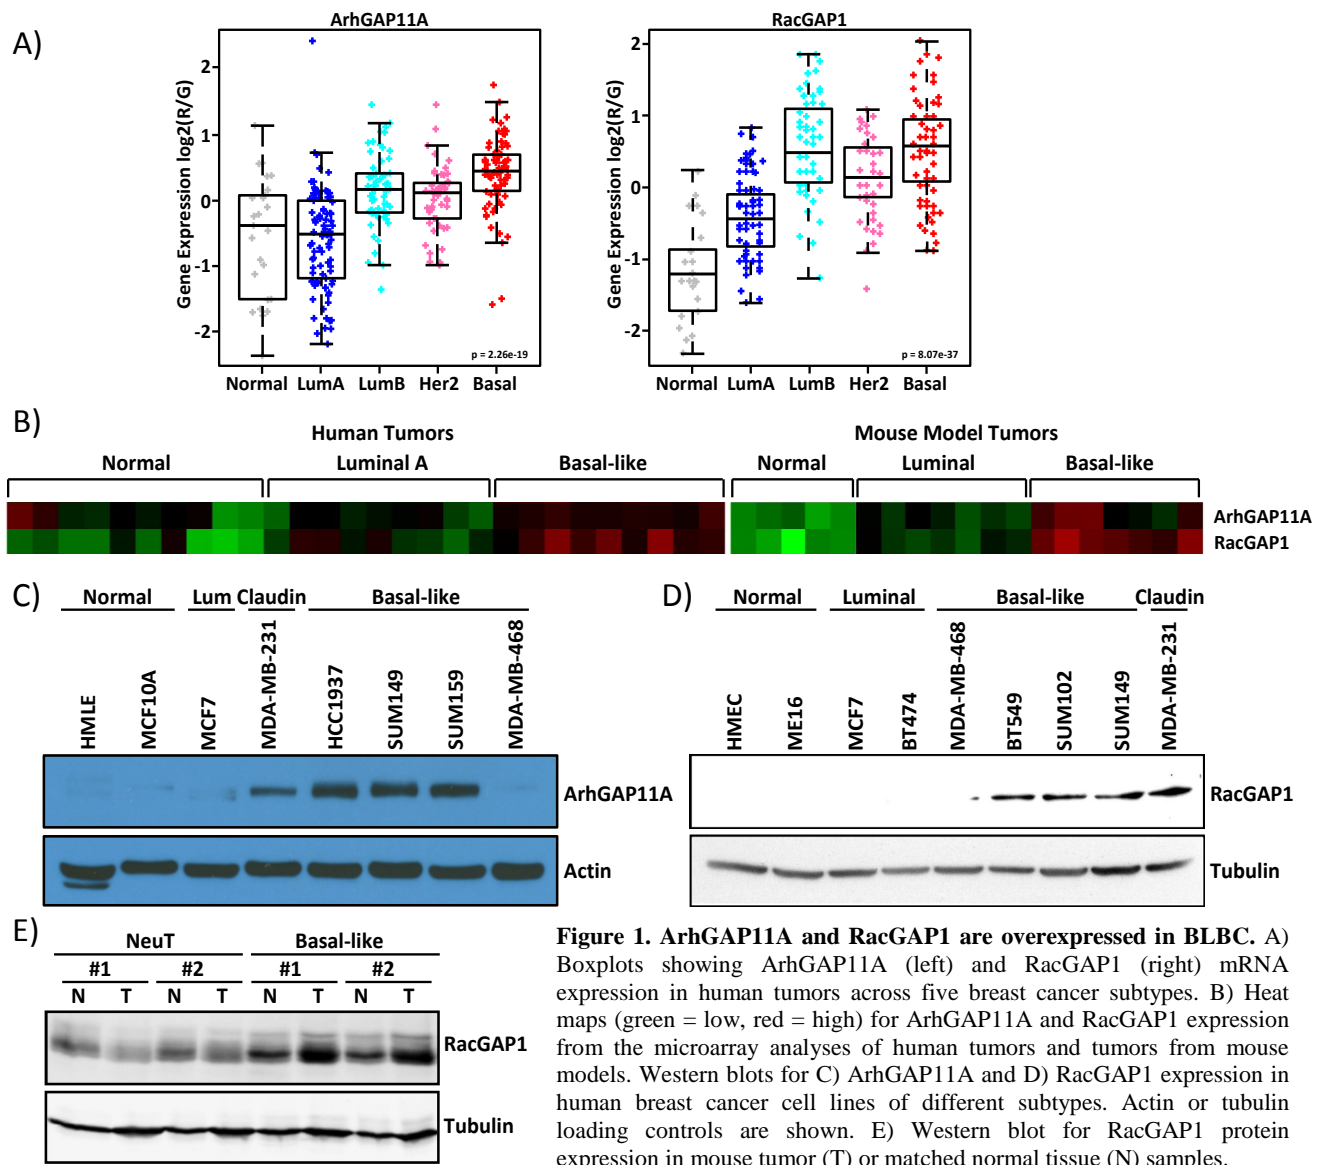 A)
ArhGAP11A
RacGAP1
Gene Expression log2(R/G)
2
1
0
-1
-2
p = 2.26e-19
Normal LumA LumB Her2 Basal
Gene Expression log2(R/G)
2
1
0
-1
-2
p = 8.07e-37
Normal LumA LumB Her2 Basal
B)
Human Tumors
Mouse Model Tumors
Normal Luminal A Basal-like
Normal Luminal Basal-like
ArhGAP11A
RacGAP1
C)
Normal Lum Claudin Basal-like
HMLE MCF10A MCF7 MDA-MB-231 HCC1937 SUM149 SUM159 MDA-MB-468
ArhGAP11A
Actin
D)
Normal Luminal Basal-like Claudin
HMEC ME16 MCF7 BT474 MDA-MB-468 BT549 SUM102 SUM149 MDA-MB-231
RacGAP1
Tubulin
E)
NeuT Basal-like
#1 #2 #1 #2
N T N T N T N T
RacGAP1
Tubulin
Figure 1. ArhGAP11A and RacGAP1 are overexpressed in BLBC. A)
Boxplots showing ArhGAP11A (left) and RacGAP1 (right) mRNA
expression in human tumors across five breast cancer subtypes. B) Heat
maps (green = low, red = high) for ArhGAP11A and RacGAP1 expression
from the microarray analyses of human tumors and tumors from mouse
models. Western blots for C) ArhGAP11A and D) RacGAP1 expression in
human breast cancer cell lines of different subtypes. Actin or tubulin
loading controls are shown. E) Western blot for RacGAP1 protein
expression in mouse tumor (T) or matched normal tissue (N) samples.